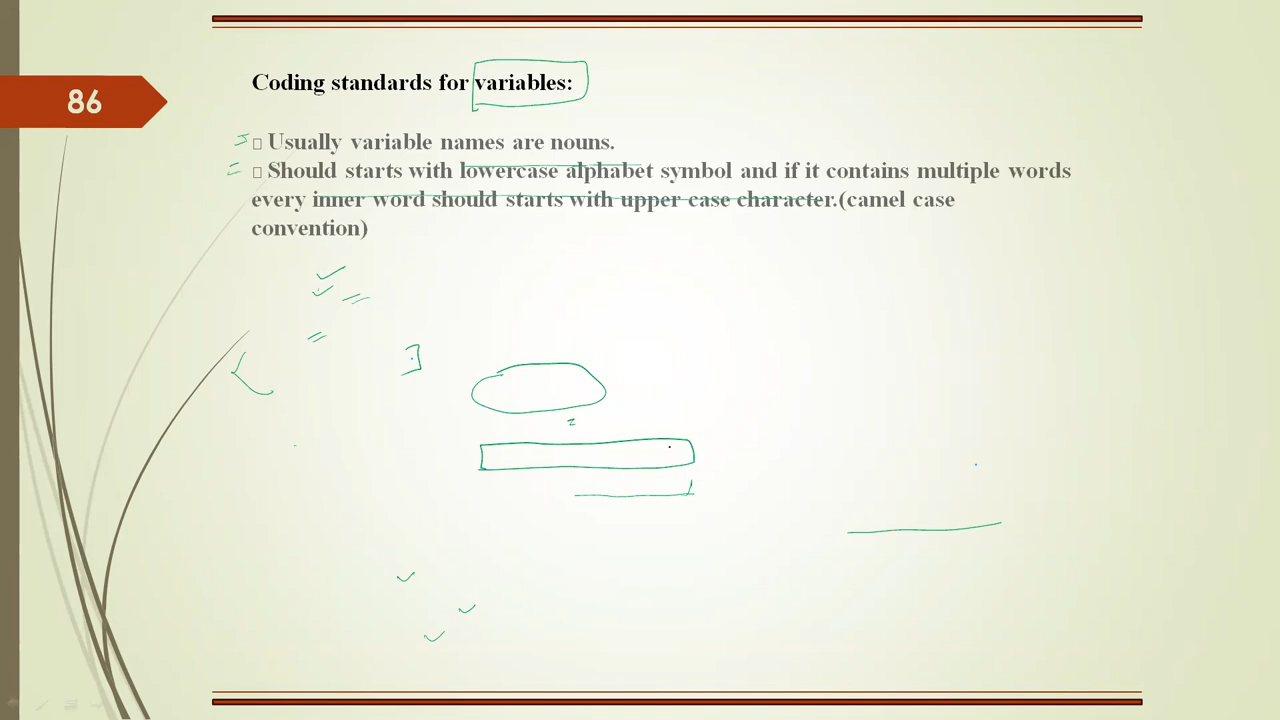 Coding standards for variables:
86
▯ Usually variable names are nouns.
▯ Should starts with lowercase alphabet symbol and if it contains multiple words
every inner word should starts with upper case character.(camel case
convention)